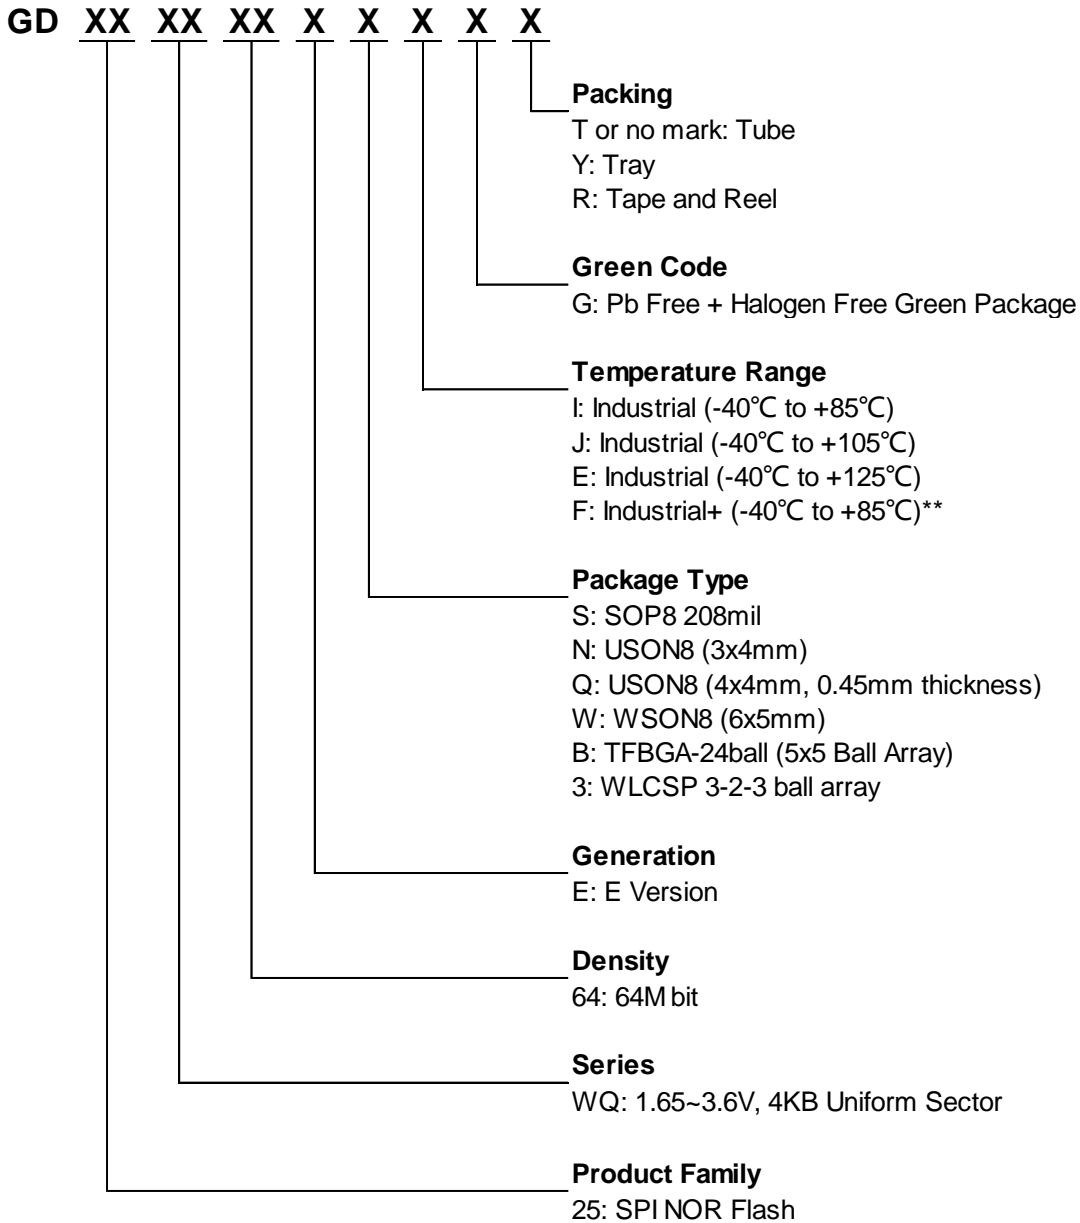 GD XX XX XX X X X X X
Packing
T or no mark: Tube
Y: Tray
R: Tape and Reel
Green Code
G: Pb Free + Halogen Free Green Package
Temperature Range
I: Industrial (-40℃ to +85℃)
J: Industrial (-40℃ to +105℃)
E: Industrial (-40℃ to +125℃)
F: Industrial+ (-40℃ to +85℃)**
Package Type
S: SOP8 208mil
N: USON8 (3x4mm)
Q: USON8 (4x4mm, 0.45mm thickness)
W: WSON8 (6x5mm)
B: TFBGA-24ball (5x5 Ball Array)
3: WLCSP 3-2-3 ball array
Generation
E: E Version
Density
64: 64M bit
Series
WQ: 1.65~3.6V, 4KB Uniform Sector
Product Family
25: SPI NOR Flash